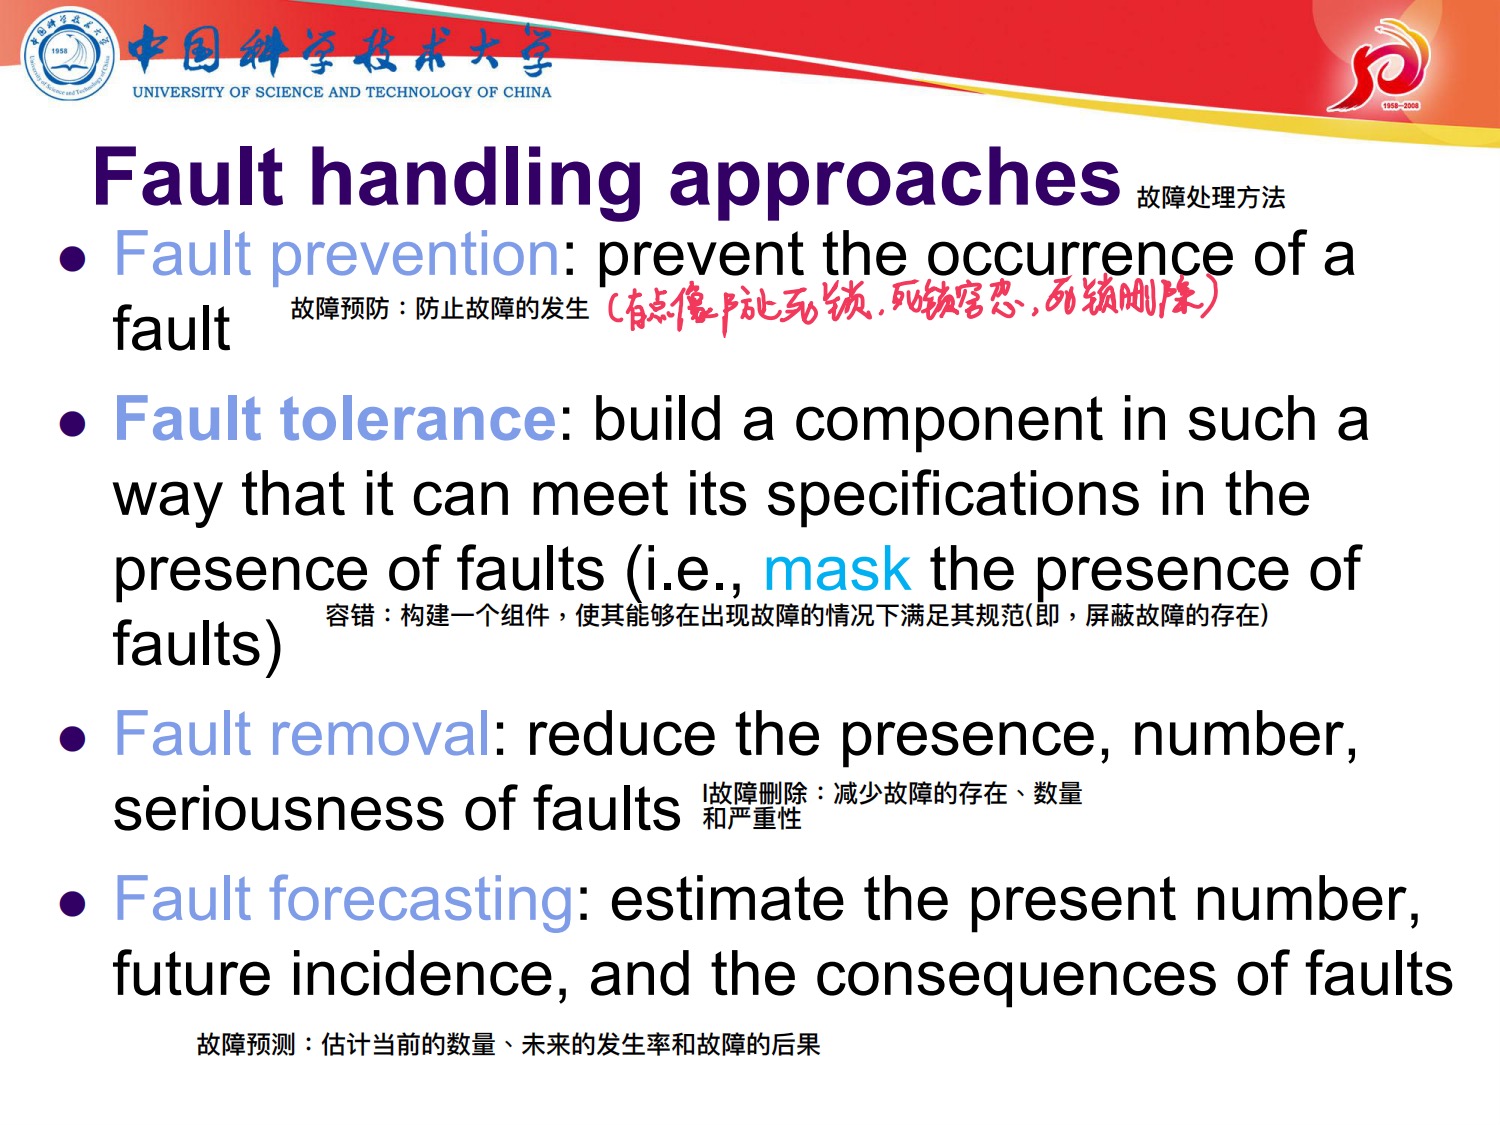 中国科学技术大学
UNIVERSITY OF SCIENCE AND TECHNOLOGY OF CHINA
1958
1958-2008
Fault handling approaches 故障处理方法
Fault prevention: prevent the occurrence of a
fault 故障预防：防止故障的发生 (有点像防止死锁,死锁容忍,死锁删除)
Fault tolerance: build a component in such a
way that it can meet its specifications in the
presence of faults (i.e., mask the presence of
容错：构建一个组件，使其能够在出现故障的情况下满足其规范(即，屏蔽故障的存在)
faults)
Fault removal: reduce the presence, number,
seriousness of faults l故障删除：减少故障的存在、数量
和严重性
Fault forecasting: estimate the present number,
future incidence, and the consequences of faults
故障预测：估计当前的数量、未来的发生率和故障的后果